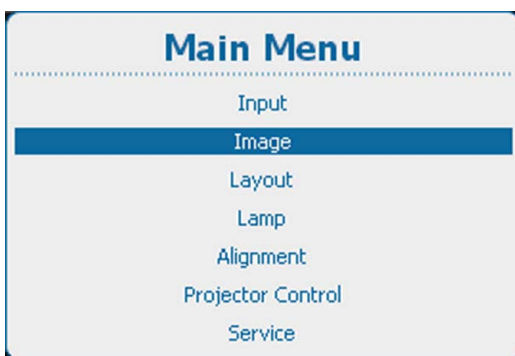 Main Menu
Input
Image
Layout
Lamp
Alignment
Projector Control
Service